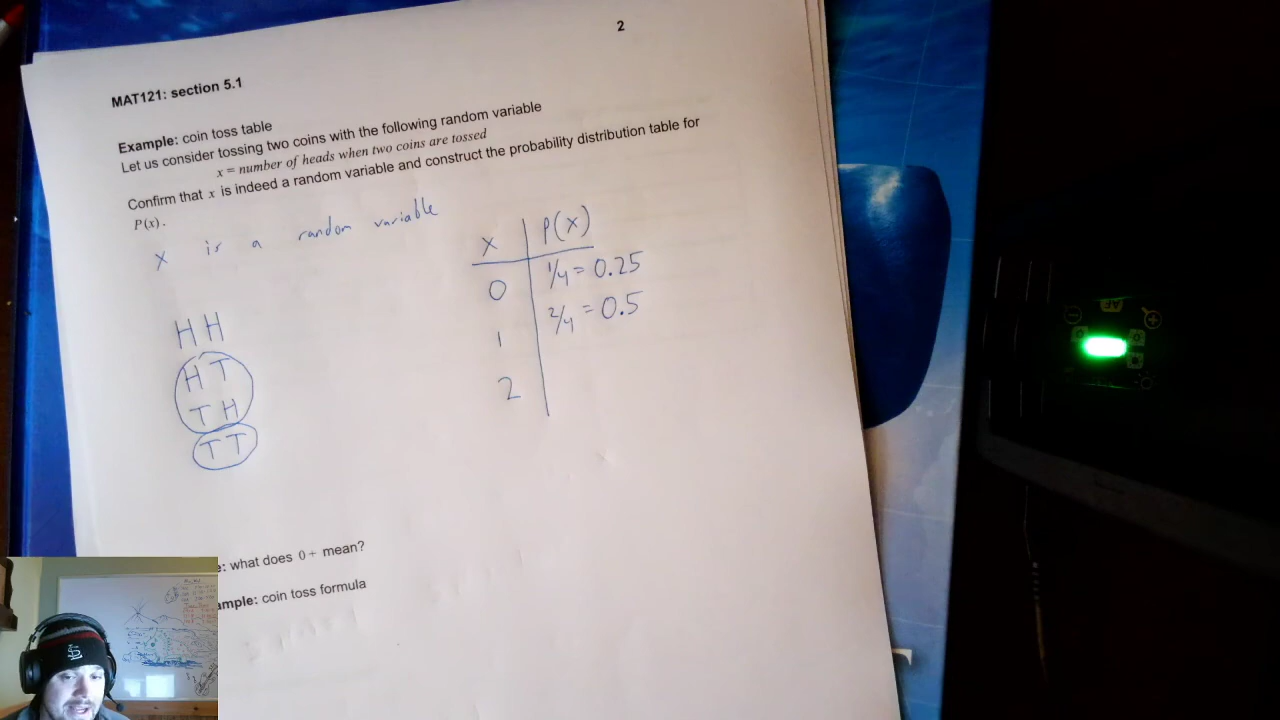 2
MAT121: section 5.1
Example: coin toss table
Let us consider tossing two coins with the following random variable
x = number of heads when two coins are tossed
Confirm that x is indeed a random variable and construct the probability distribution table for
P(x).
x is a random variable
x P(x)
0 1/4 = 0.25
1 2/4 = 0.5
2
HH
HT
TH
TT
: what does 0+ mean?
ample: coin toss formula
AF